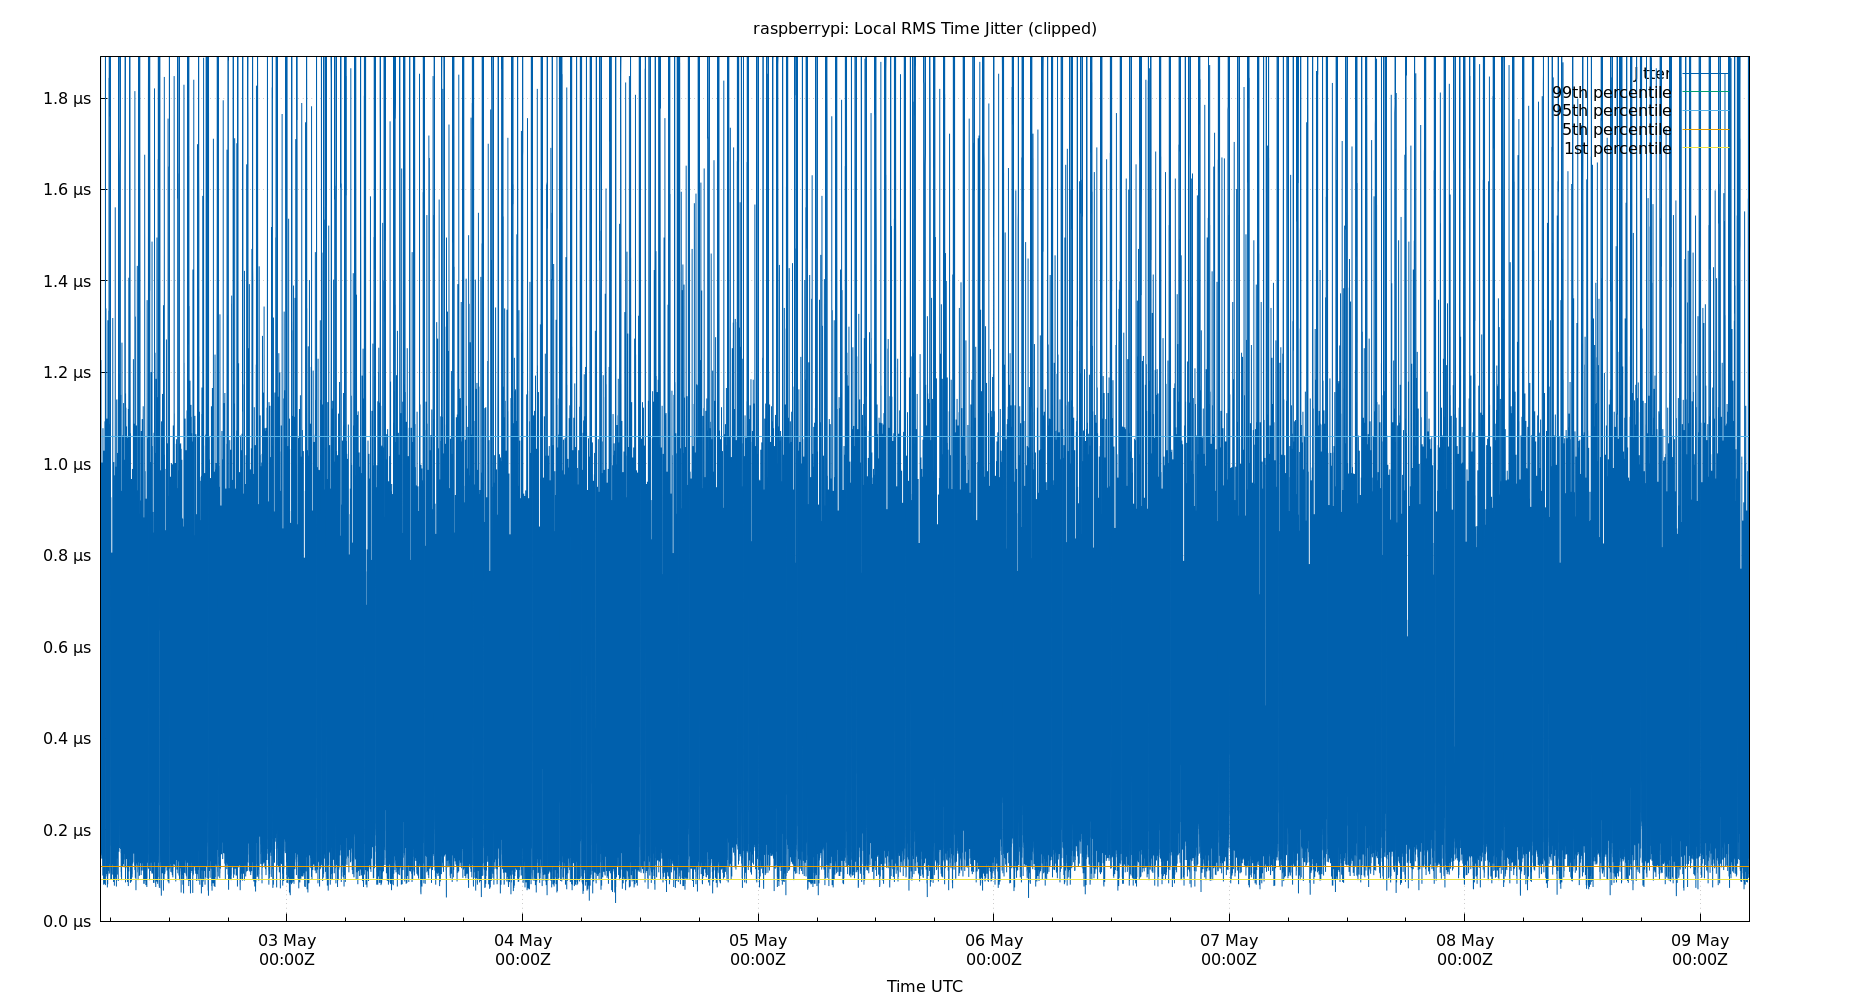 raspberrypi: Local RMS Time Jitter (clipped)
jitter
99th percentile
95th percentile
5th percentile
1st percentile
1.8 µs
1.6 µs
1.4 µs
1.2 µs
1.0 µs
0.8 µs
0.6 µs
0.4 µs
0.2 µs
0.0 µs
03 May 04 May 05 May 06 May 07 May 08 May 09 May
00:00Z 00:00Z 00:00Z 00:00Z 00:00Z 00:00Z 00:00Z
Time UTC